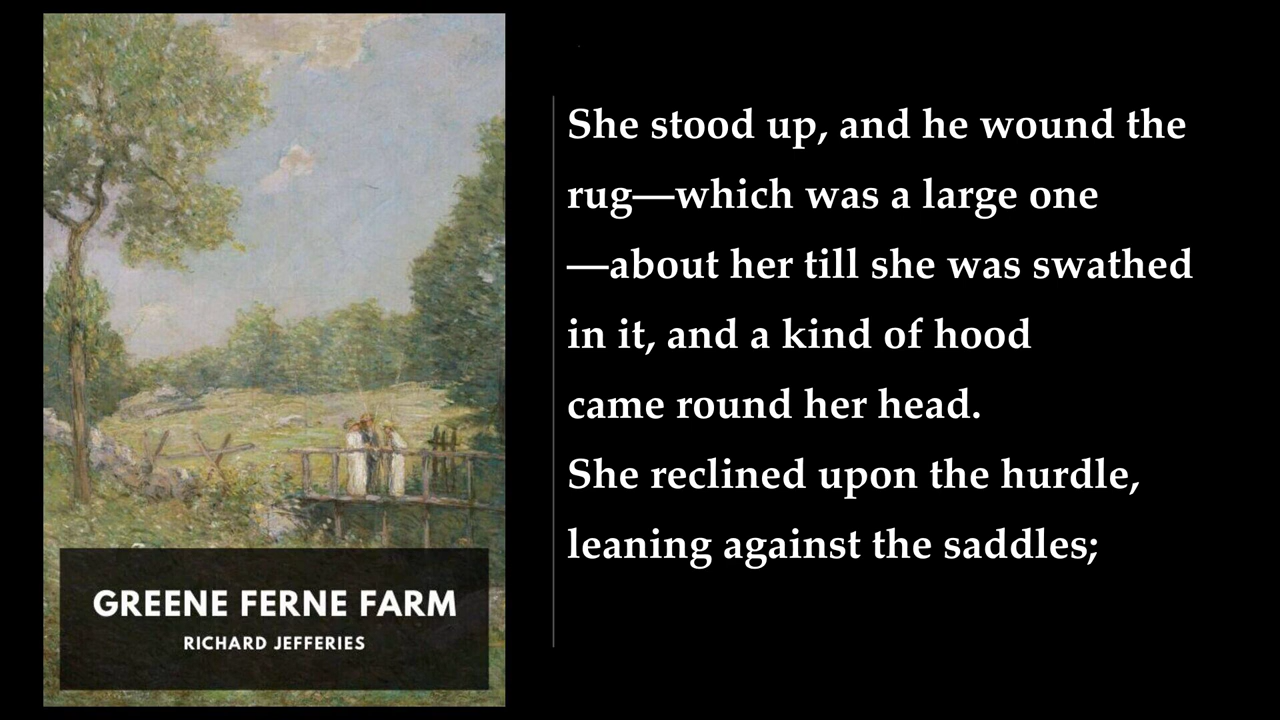 GREENE FERNE FARM
RICHARD JEFFERIES
She stood up, and he wound the
rug—which was a large one
—about her till she was swathed
in it, and a kind of hood
came round her head.
She reclined upon the hurdle,
leaning against the saddles;